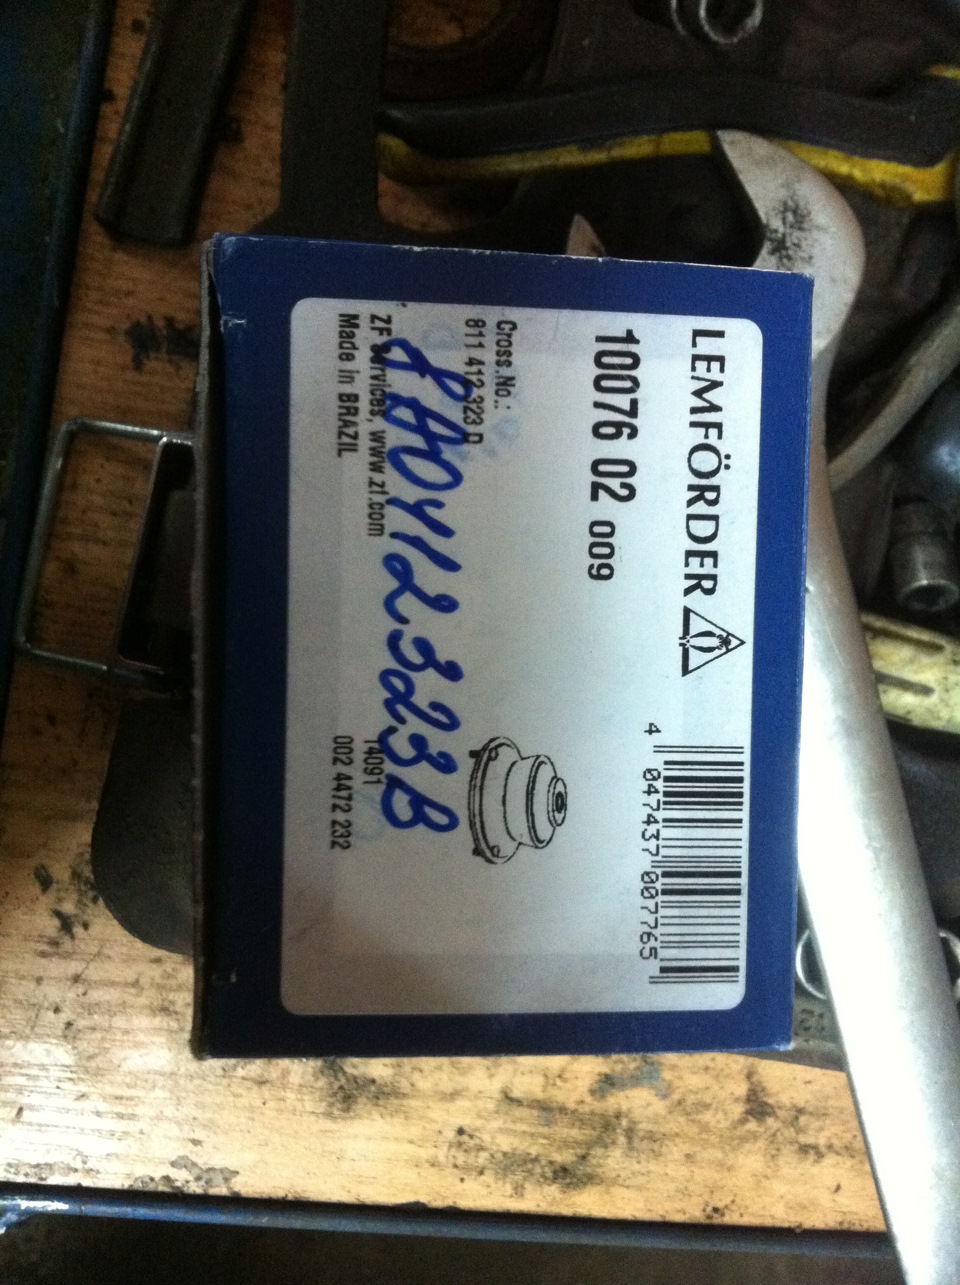 LEMFÖRDER
10076 02 009
4 047437 007765
Cross.No.:
811 412 323 D
8A0412323B
ZF Services, www.zf.com
Made in BRAZIL
14091
002 4472 232